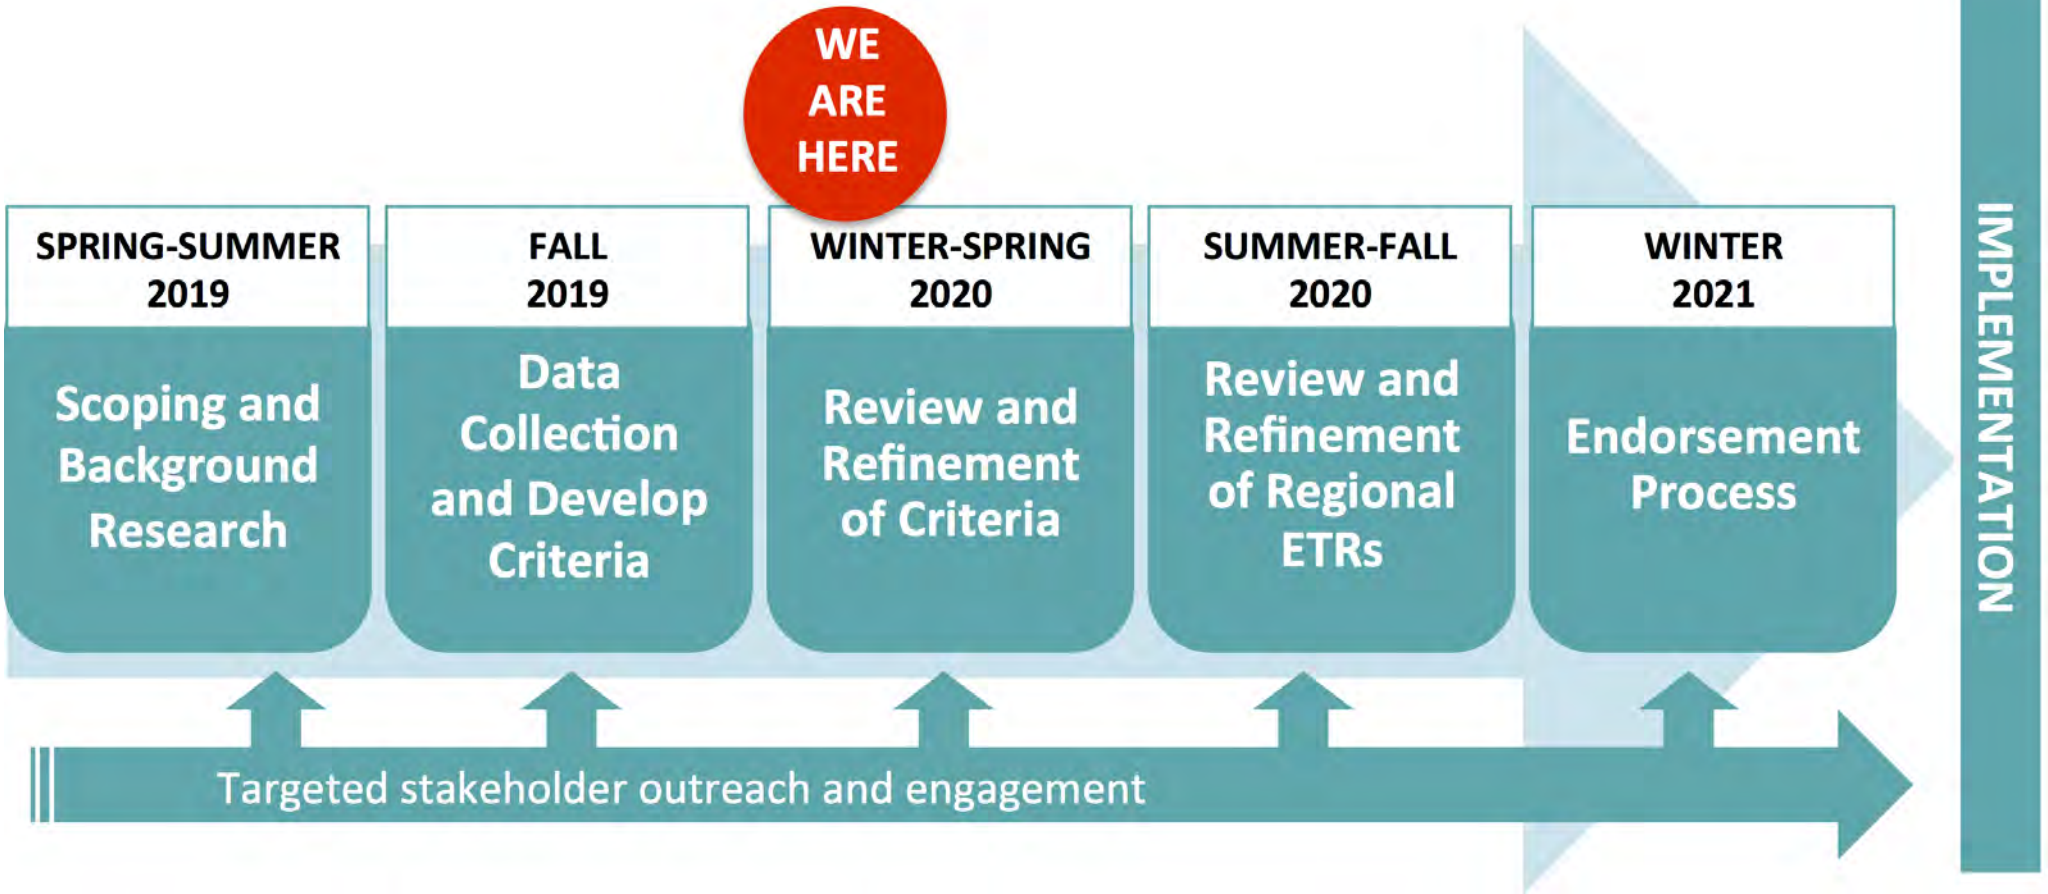 WE
ARE
HERE
SPRING-SUMMER
2019
Scoping and
Background
Research
FALL
2019
Data
Collection
and Develop
Criteria
WINTER-SPRING
2020
Review and
Refinement
of Criteria
SUMMER-FALL
2020
Review and
Refinement
of Regional
ETRs
WINTER
2021
Endorsement
Process
IMPLEMENTATION
Targeted stakeholder outreach and engagement